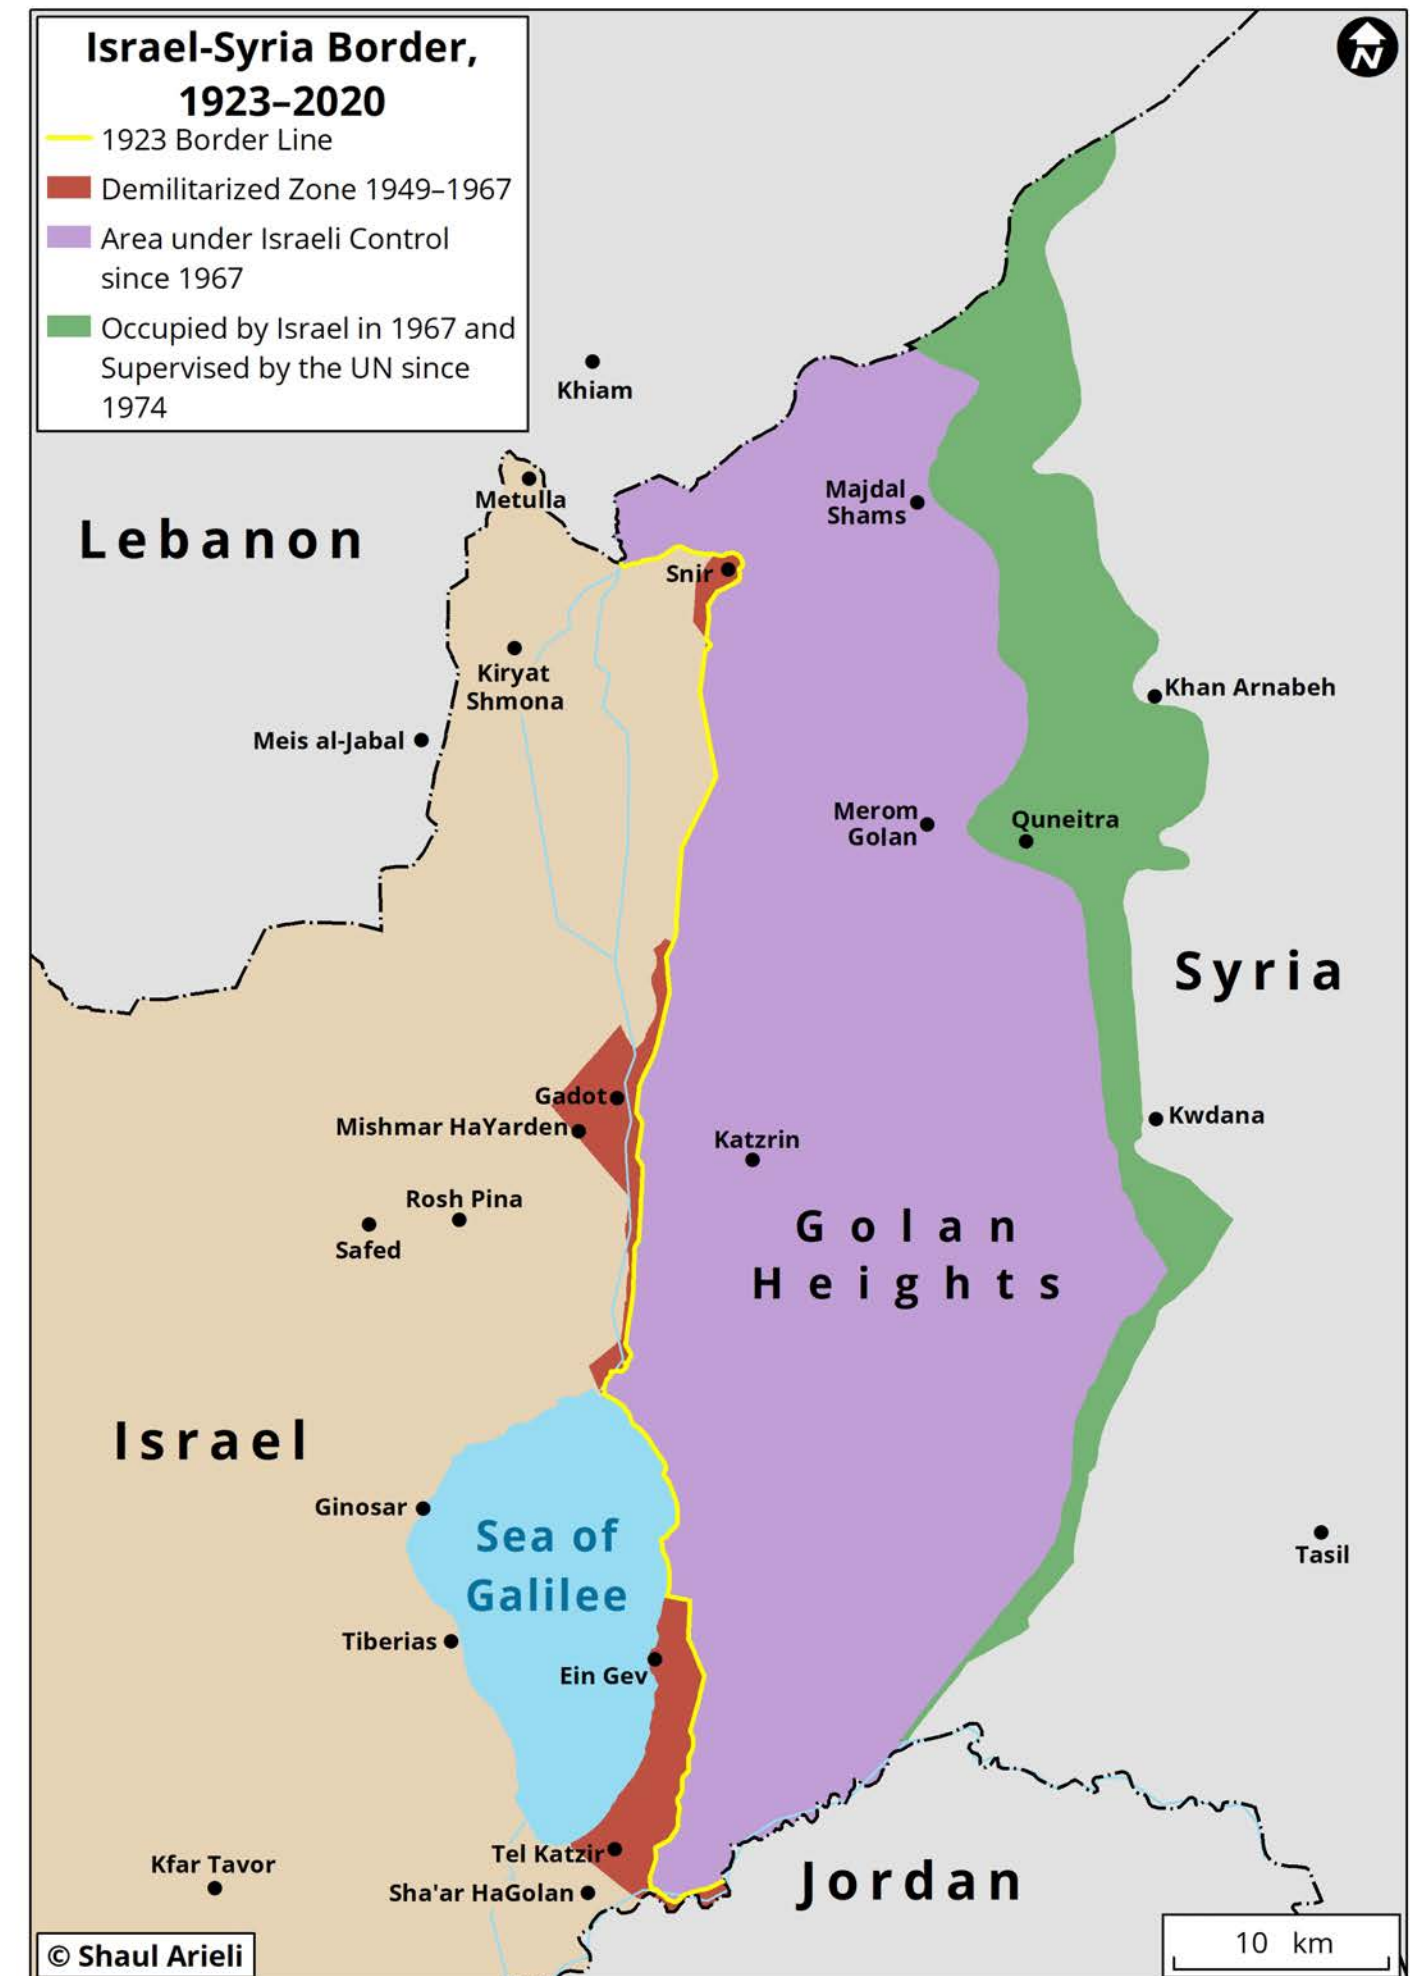 Israel-Syria Border,
1923–2020
1923 Border Line
Demilitarized Zone 1949–1967
Area under Israeli Control
since 1967
Occupied by Israel in 1967 and
Supervised by the UN since
1974
N
Khiam
Metulla
Lebanon
Majdal
Shams
Snir
Kiryat
Shmona
Khan Arnabeh
Meis al-Jabal
Merom
Golan
Quneitra
Syria
Gadot
Mishmar HaYarden
Kwdana
Katzrin
Rosh Pina
Safed
Golan
Heights
Israel
Ginosar
Sea of
Galilee
Tasil
Tiberias
Ein Gev
Tel Katzir
Kfar Tavor
Sha'ar HaGolan
Jordan
© Shaul Arieli
10 km